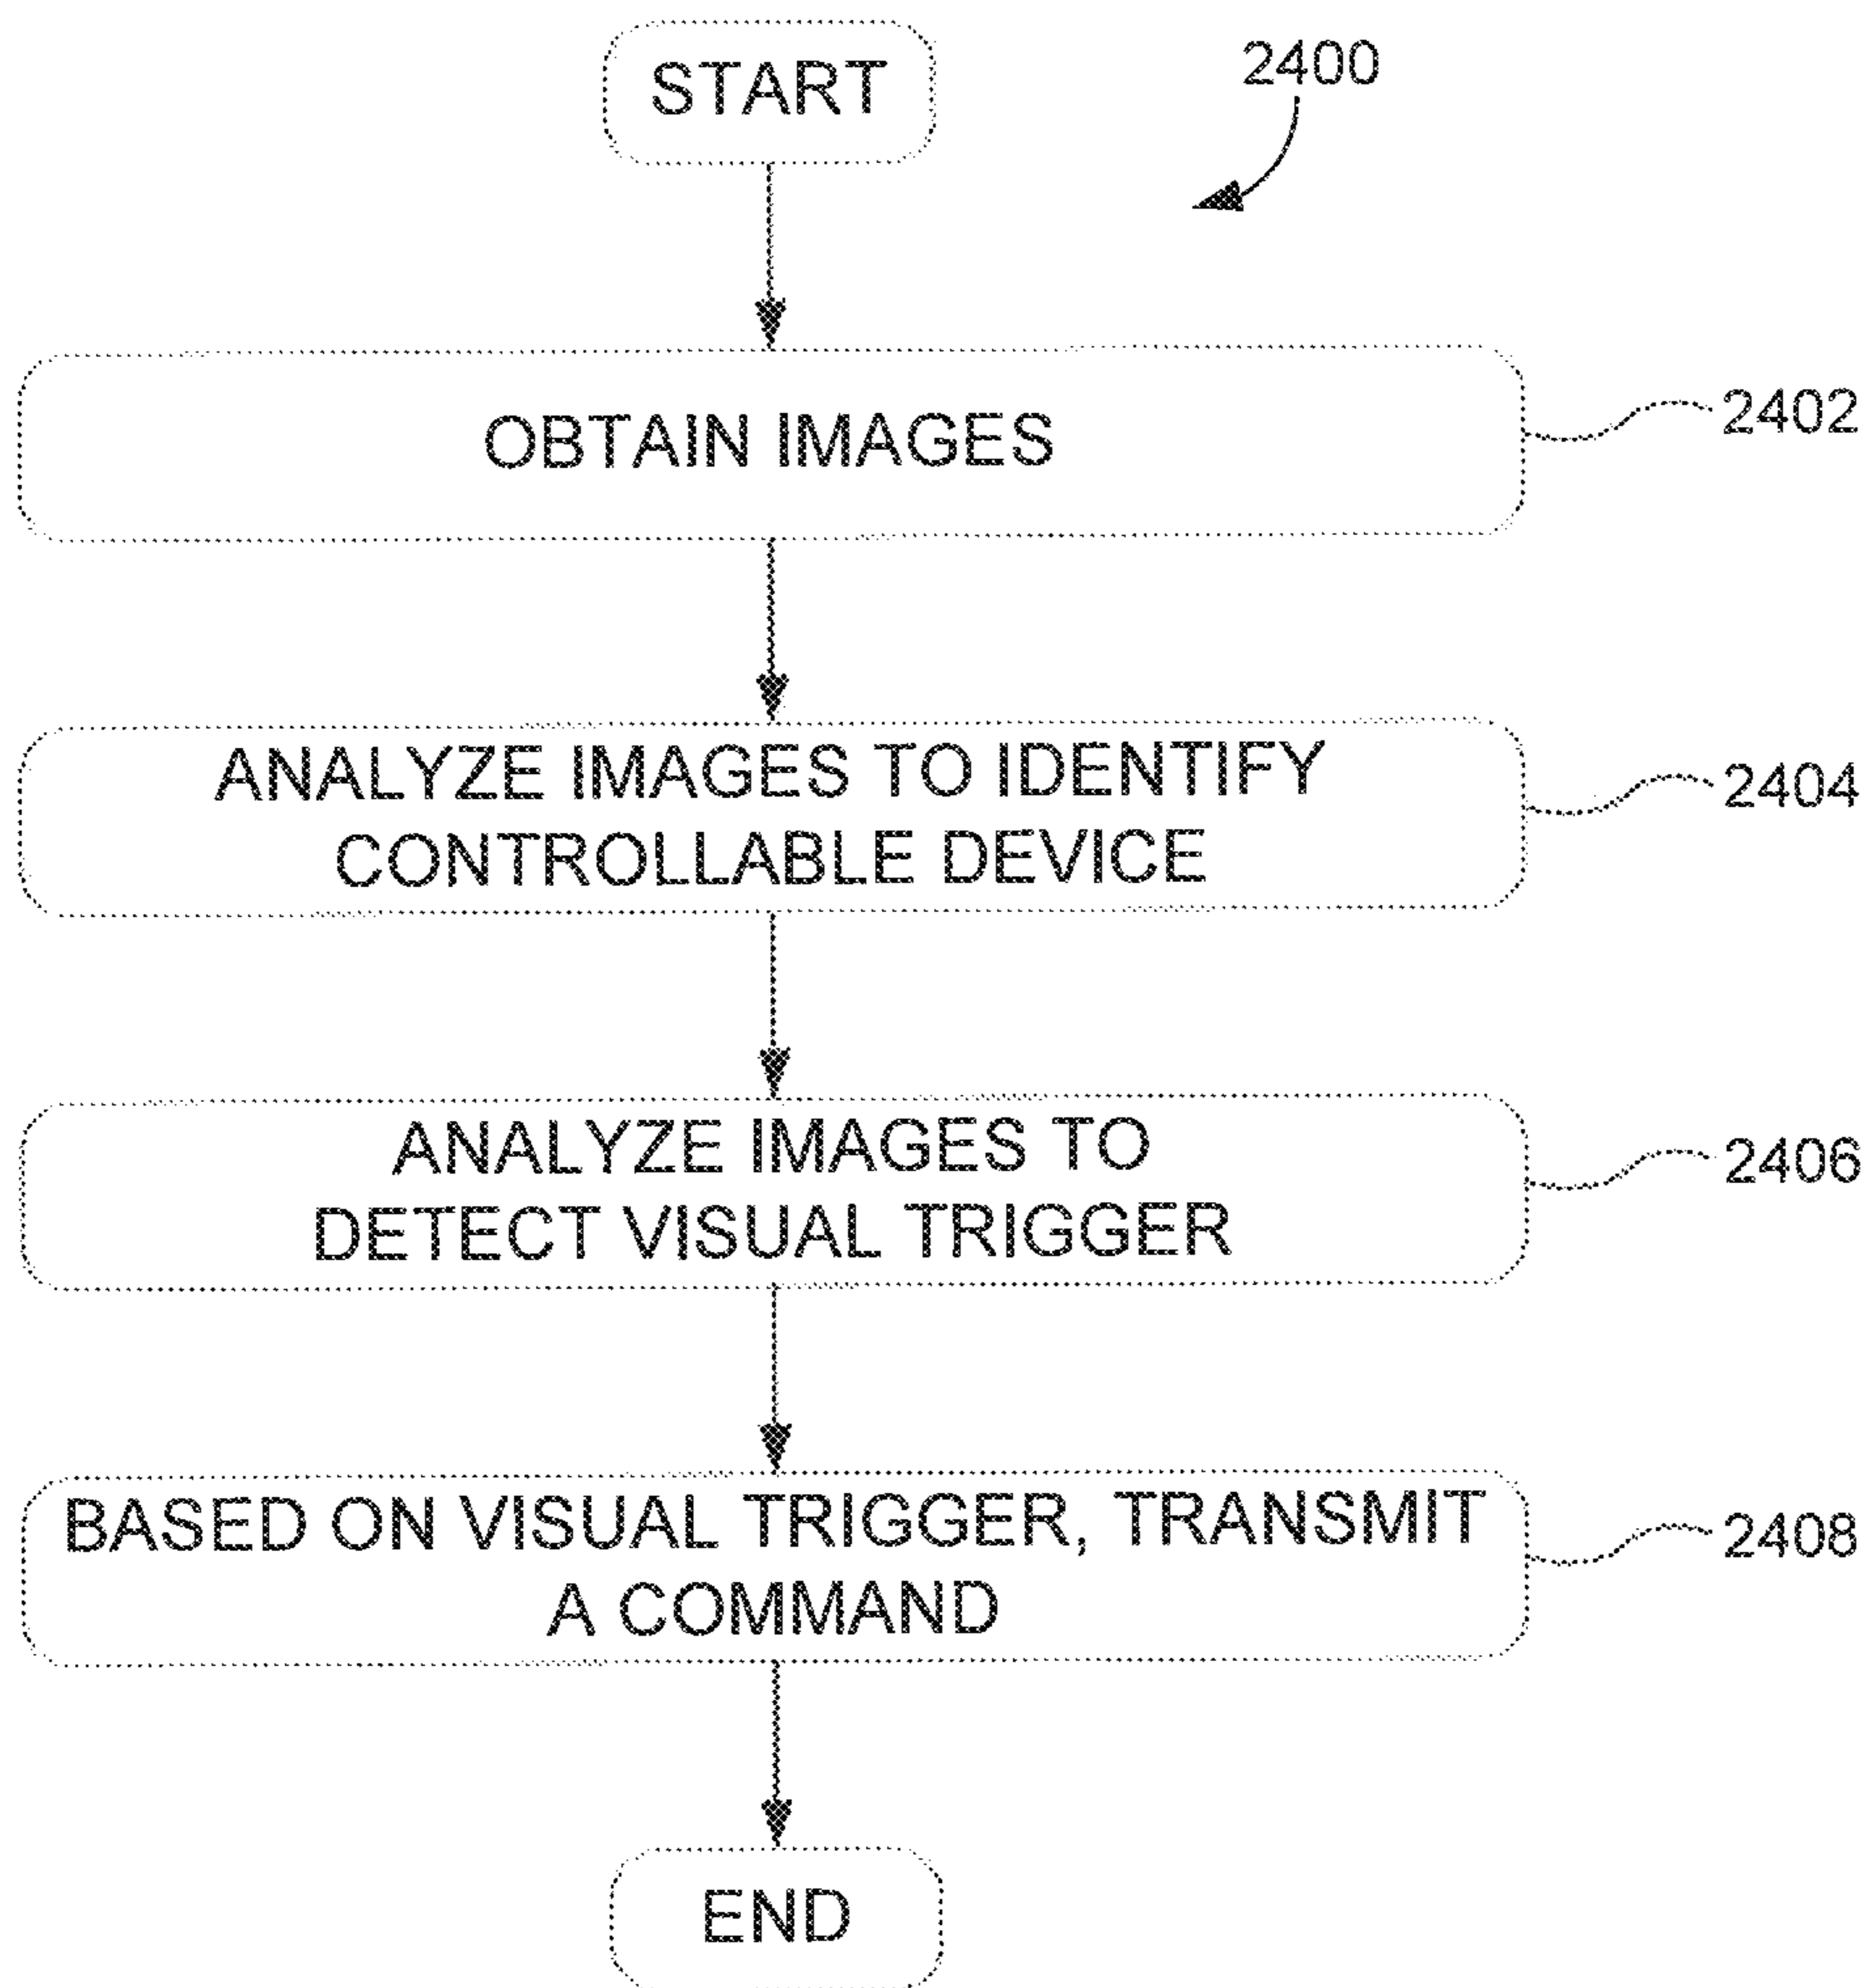 START
2400
OBTAIN IMAGES
2402
ANALYZE IMAGES TO IDENTIFY
CONTROLLABLE DEVICE
2404
ANALYZE IMAGES TO
DETECT VISUAL TRIGGER
2406
BASED ON VISUAL TRIGGER, TRANSMIT
A COMMAND
2408
END